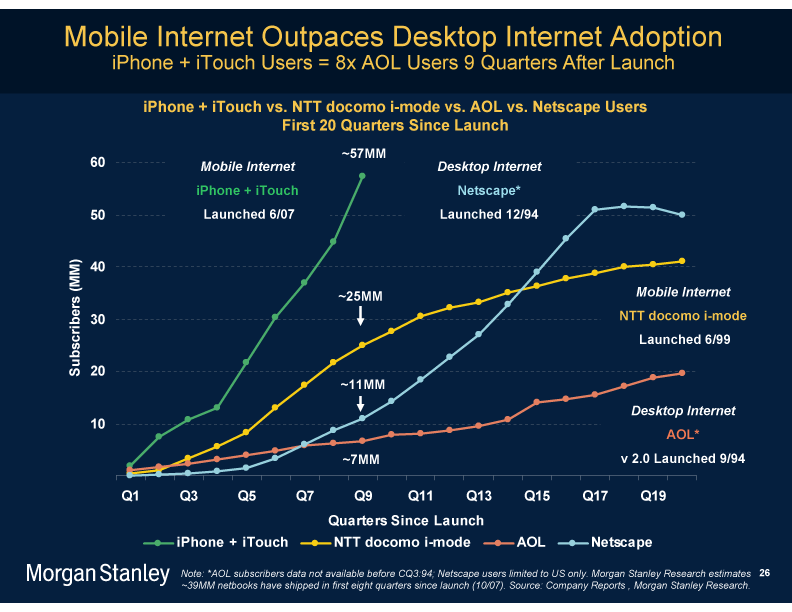 Mobile Internet Outpaces Desktop Internet Adoption
iPhone + iTouch Users = 8x AOL Users 9 Quarters After Launch
iPhone + iTouch vs. NTT docomo i-mode vs. AOL vs. Netscape Users
First 20 Quarters Since Launch
~57MM
Mobile Internet
iPhone + iTouch
Launched 6/07
Desktop Internet
Netscape*
Launched 12/94
60
50
40
30
20
10
Subscribers (MM)
~25MM
~11MM
~7MM
Mobile Internet
NTT docomo i-mode
Launched 6/99
Desktop Internet
AOL*
v 2.0 Launched 9/94
Q1 Q3 Q5 Q7 Q9 Q11 Q13 Q15 Q17 Q19
Quarters Since Launch
iPhone + iTouch NTT docomo i-mode AOL Netscape
Morgan Stanley
Note: *AOL subscribers data not available before CQ3:94; Netscape users limited to US only. Morgan Stanley Research estimates
~39MM netbooks have shipped in first eight quarters since launch (10/07). Source: Company Reports , Morgan Stanley Research.
26